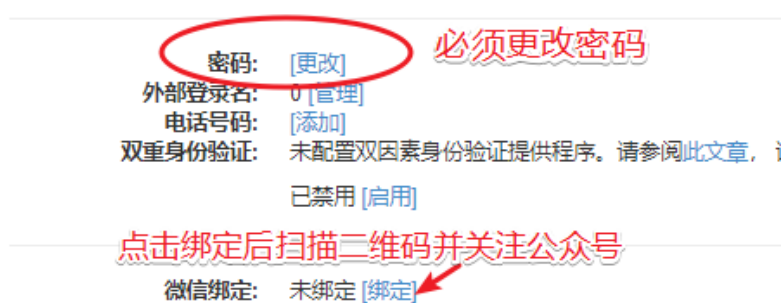 必须更改密码
密码: [更改]
外部登录名: 0 [管理]
电话号码: [添加]
双重身份验证: 未配置双因素身份验证提供程序。请参阅此文章，
已禁用 [启用]
点击绑定后扫描二维码并关注公众号
微信绑定: 未绑定 [绑定]